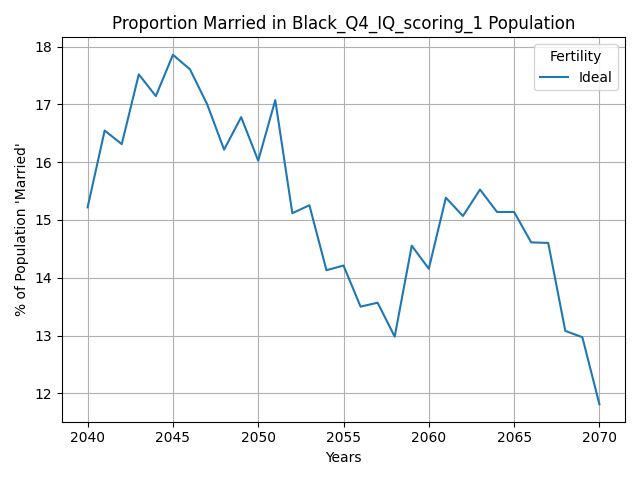 Proportion Married in Black_Q4_IQ_scoring_1 Population
Fertility
Ideal
% of Population 'Married'
18
17
16
15
14
13
12
2040
2045
2050
2055
2060
2065
2070
Years